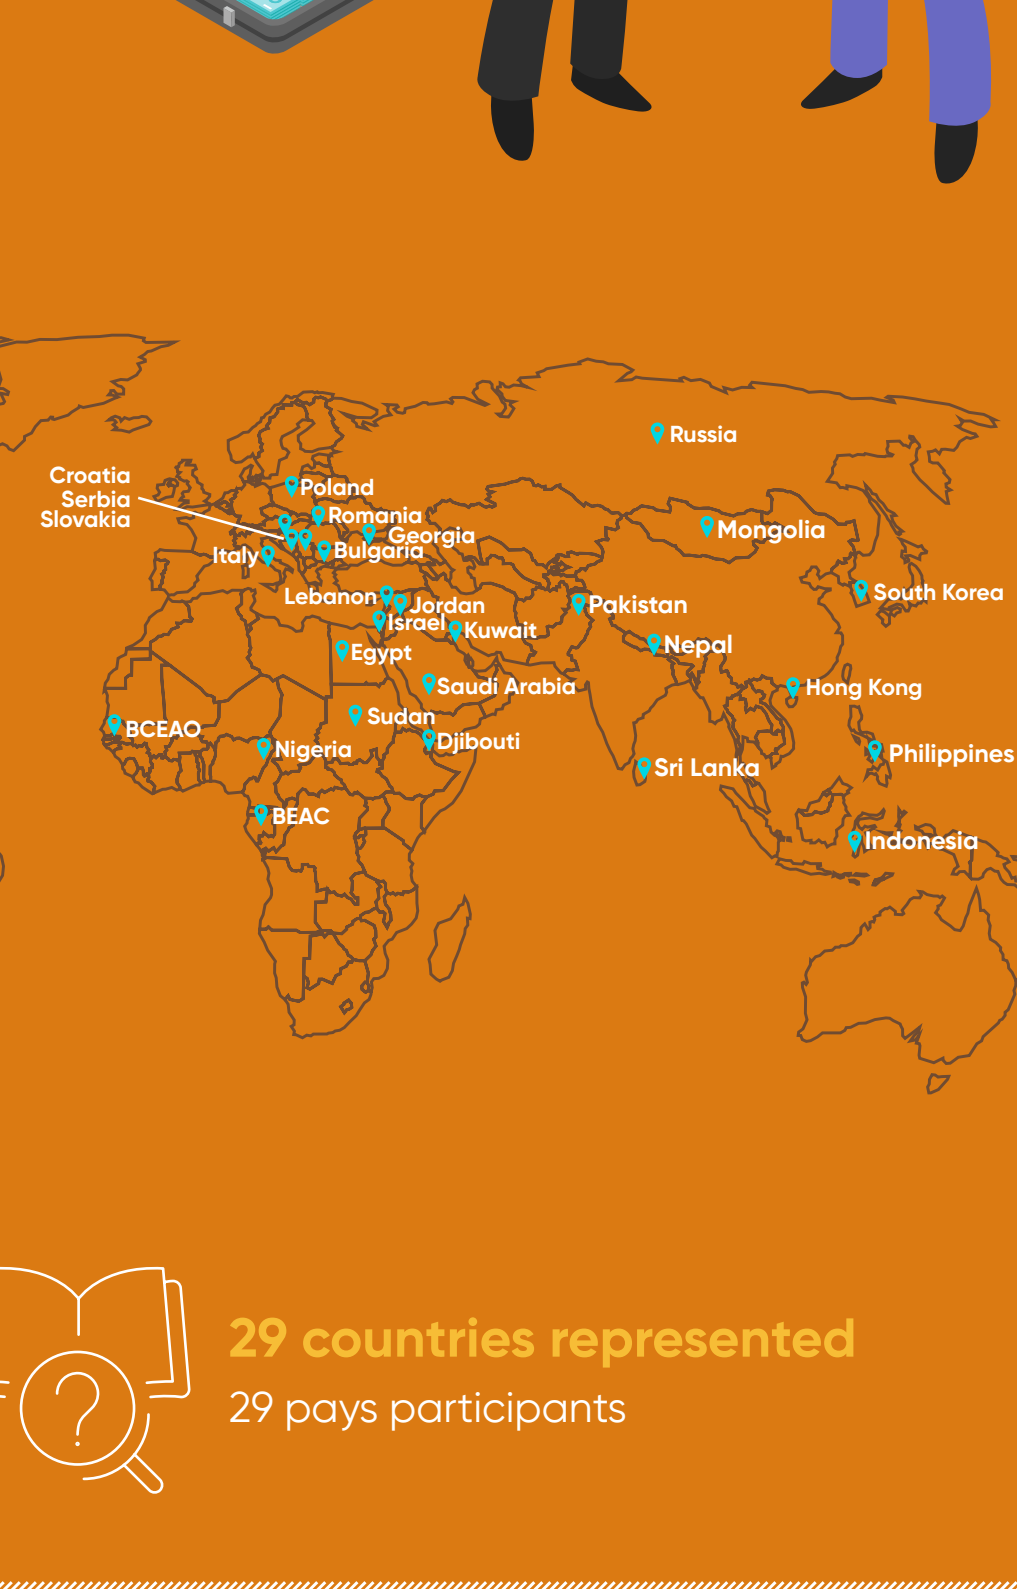 Russia
Croatia
Serbia
Slovakia
Poland
Romania
Georgia
Bulgaria
Italy
Mongolia
Lebanon
Jordan
Israel
Kuwait
Pakistan
South Korea
Egypt
Nepal
Saudi Arabia
Hong Kong
Sudan
BCEAO
Djibouti
Nigeria
Philippines
Sri Lanka
BEAC
Indonesia
29 countries represented
29 pays participants